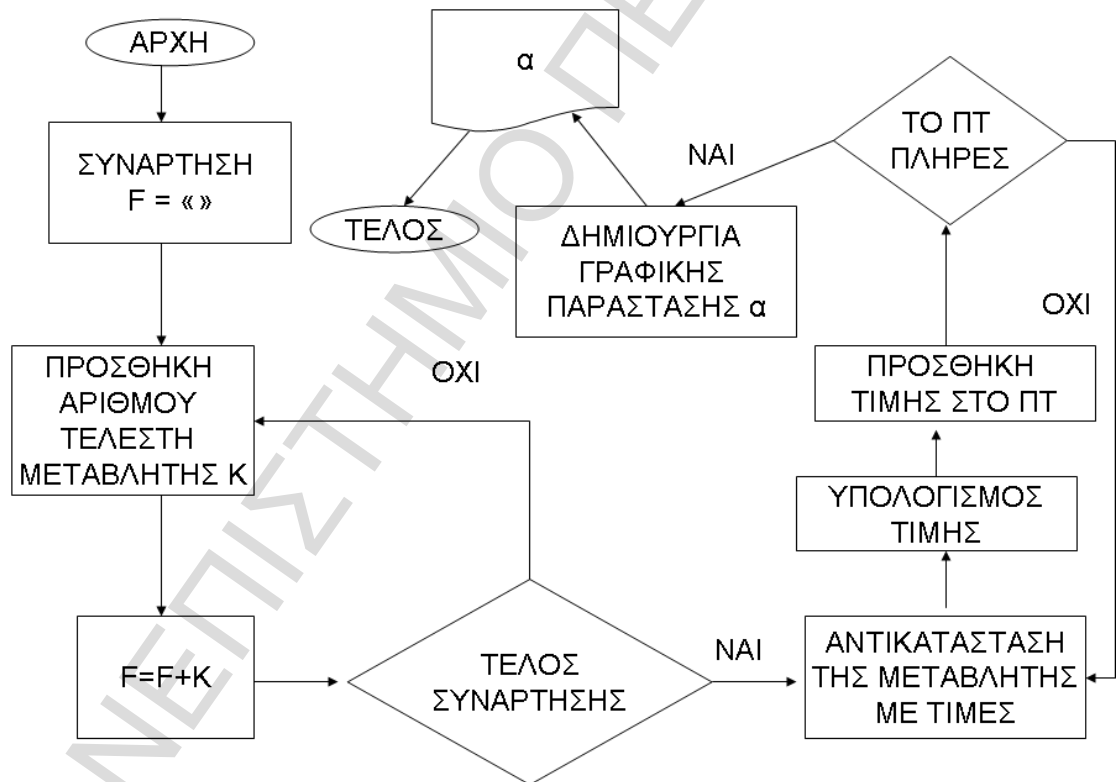 ΑΡΧΗ
ΣΥΝΑΡΤΗΣΗ
F = «»
ΠΡΟΣΘΗΚΗ
ΑΡΙΘΜΟΥ
ΤΕΛΕΣΤΗ
ΜΕΤΑΒΛΗΤΗΣ Κ
F=F+K
ΤΕΛΟΣ
ΣΥΝΑΡΤΗΣΗΣ
ΟΧΙ
ΝΑΙ
ΑΝΤΙΚΑΤΑΣΤΑΣΗ
ΤΗΣ ΜΕΤΑΒΛΗΤΗΣ
ΜΕ ΤΙΜΕΣ
ΥΠΟΛΟΓΙΣΜΟΣ
ΤΙΜΗΣ
ΠΡΟΣΘΗΚΗ
ΤΙΜΗΣ ΣΤΟ ΠΤ
ΤΟ ΠΤ
ΠΛΗΡΕΣ
ΟΧΙ
ΝΑΙ
ΔΗΜΙΟΥΡΓΙΑ
ΓΡΑΦΙΚΗΣ
ΠΑΡΑΣΤΑΣΗΣ α
α
ΤΕΛΟΣ